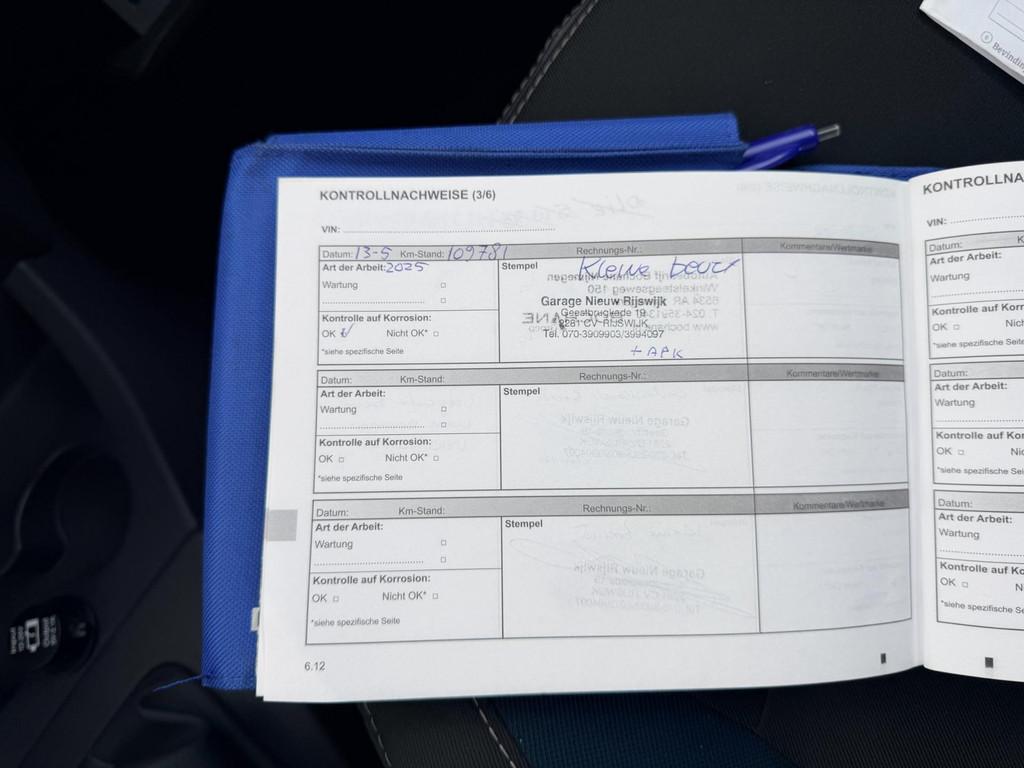 KONTROLLNACHWEISE (3/6)
VIN:
Datum: 13-5 Km-Stand: 109781 Rechnungs-Nr.: Kommentare/Wertmarke
Art der Arbeit: 2025
Stempel
Kleine beurt
Wartung
Garage Nieuw Rijswijk
Geestbrugkade 19
2281 CV RIJSWIJK
Tel. 070-3909903/3994097
+ APK
Kontrolle auf Korrosion:
OK Nicht OK*
*siehe spezifische Seite
Datum: Km-Stand: Rechnungs-Nr.: Kommentare/Wertmarke
Art der Arbeit:
Stempel
Wartung
Kontrolle auf Korrosion:
OK Nicht OK*
*siehe spezifische Seite
Datum: Km-Stand: Rechnungs-Nr.: Kommentare/Wertmarke
Art der Arbeit:
Stempel
Wartung
Kontrolle auf Korrosion:
OK Nicht OK*
*siehe spezifische Seite
6.12
KONTROLLNA
VIN:
Datum: K
Art der Arbeit:
Wartung
Kontrolle auf Kor
OK Nic
*siehe spezifische Se
Datum:
Art der Arbeit:
Wartung
Kontrolle auf Kor
OK Nic
*siehe spezifische Sei
Datum: K
Art der Arbeit:
Wartung
Kontrolle auf Ko
OK N
*siehe spezifische Se
Bevindin